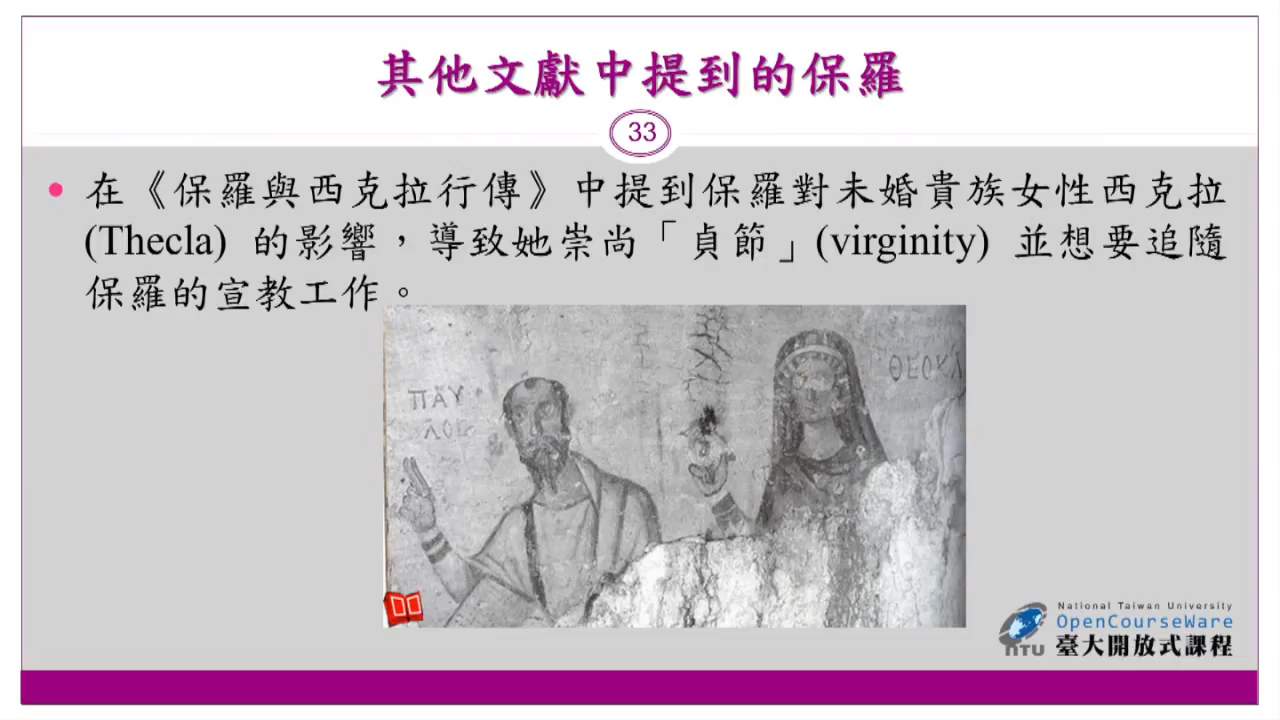 其他文獻中提到的保羅
33
在《保羅與西克拉行傳》中提到保羅對未婚貴族女性西克拉
(Thecla) 的影響，導致她崇尚「貞節」(virginity) 並想要追隨
保羅的宣教工作。
ΠΑΥ
ΛΟC
ΘΕΟΚΛ
National Taiwan University
OpenCourseWare
NTU 臺大開放式課程